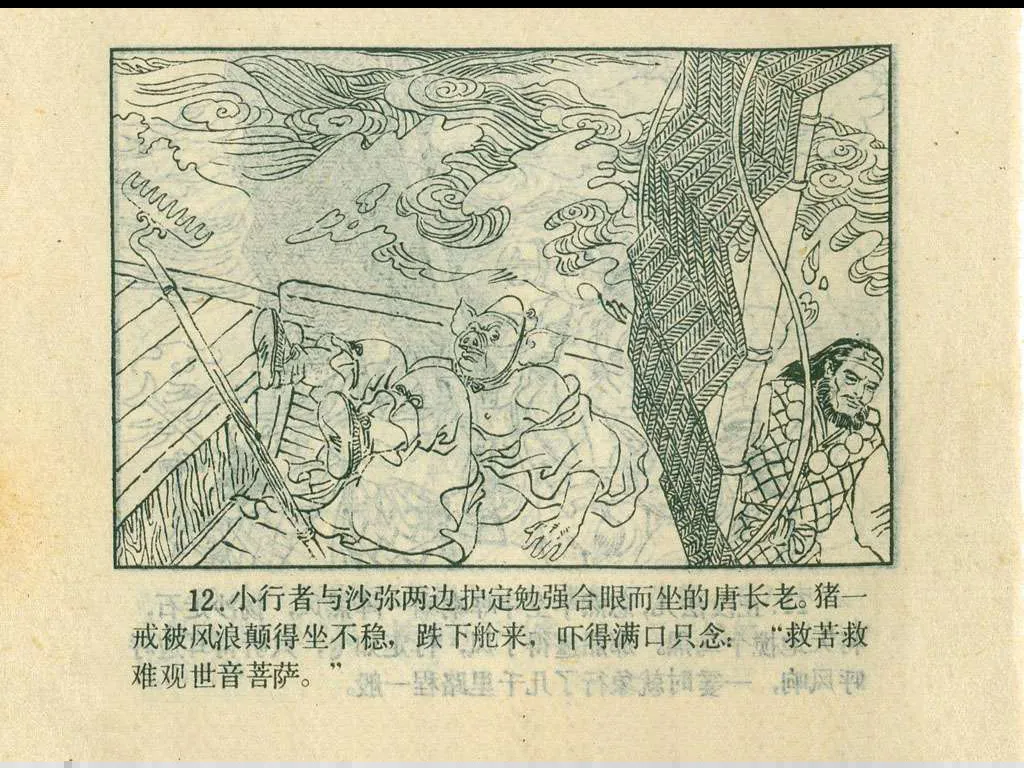 12.小行者与沙弥两边护定勉强合眼而坐的唐长老。猪一
戒被风浪颠得坐不稳，跌下舱来，吓得满口只念：“救苦救
难观世音菩萨。”